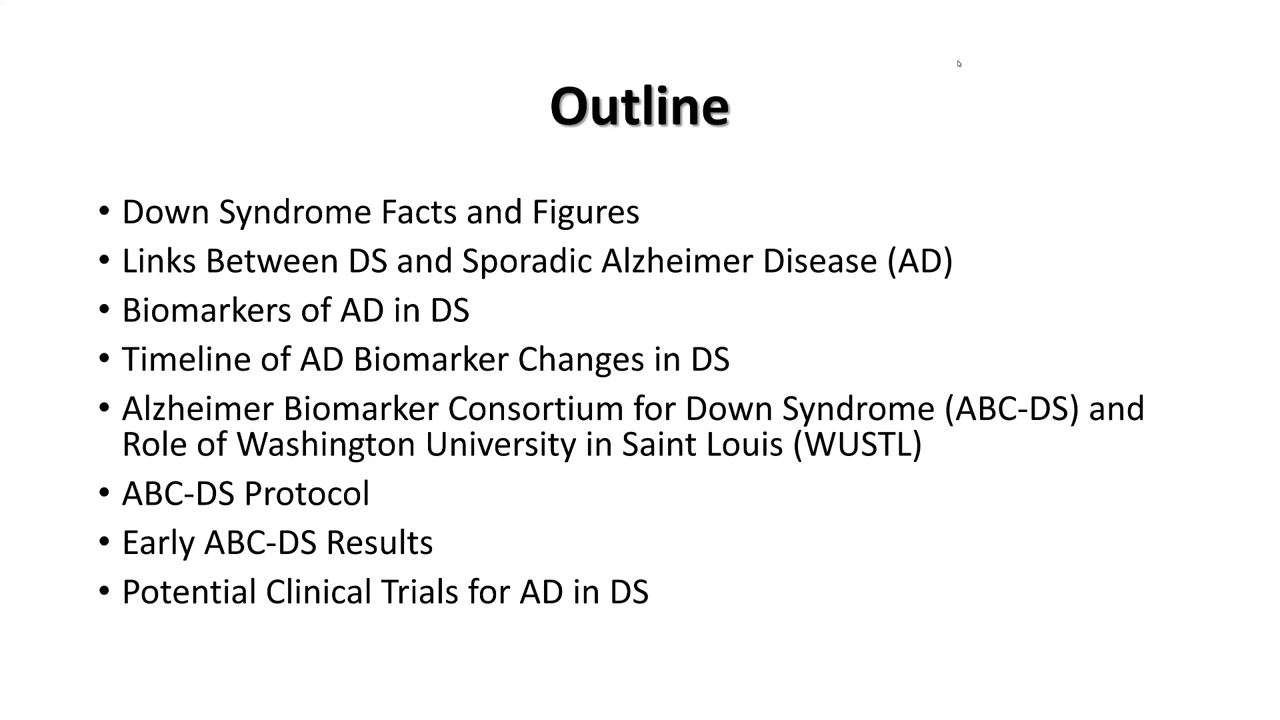 Outline
• Down Syndrome Facts and Figures
• Links Between DS and Sporadic Alzheimer Disease (AD)
• Biomarkers of AD in DS
• Timeline of AD Biomarker Changes in DS
• Alzheimer Biomarker Consortium for Down Syndrome (ABC-DS) and
Role of Washington University in Saint Louis (WUSTL)
• ABC-DS Protocol
• Early ABC-DS Results
• Potential Clinical Trials for AD in DS